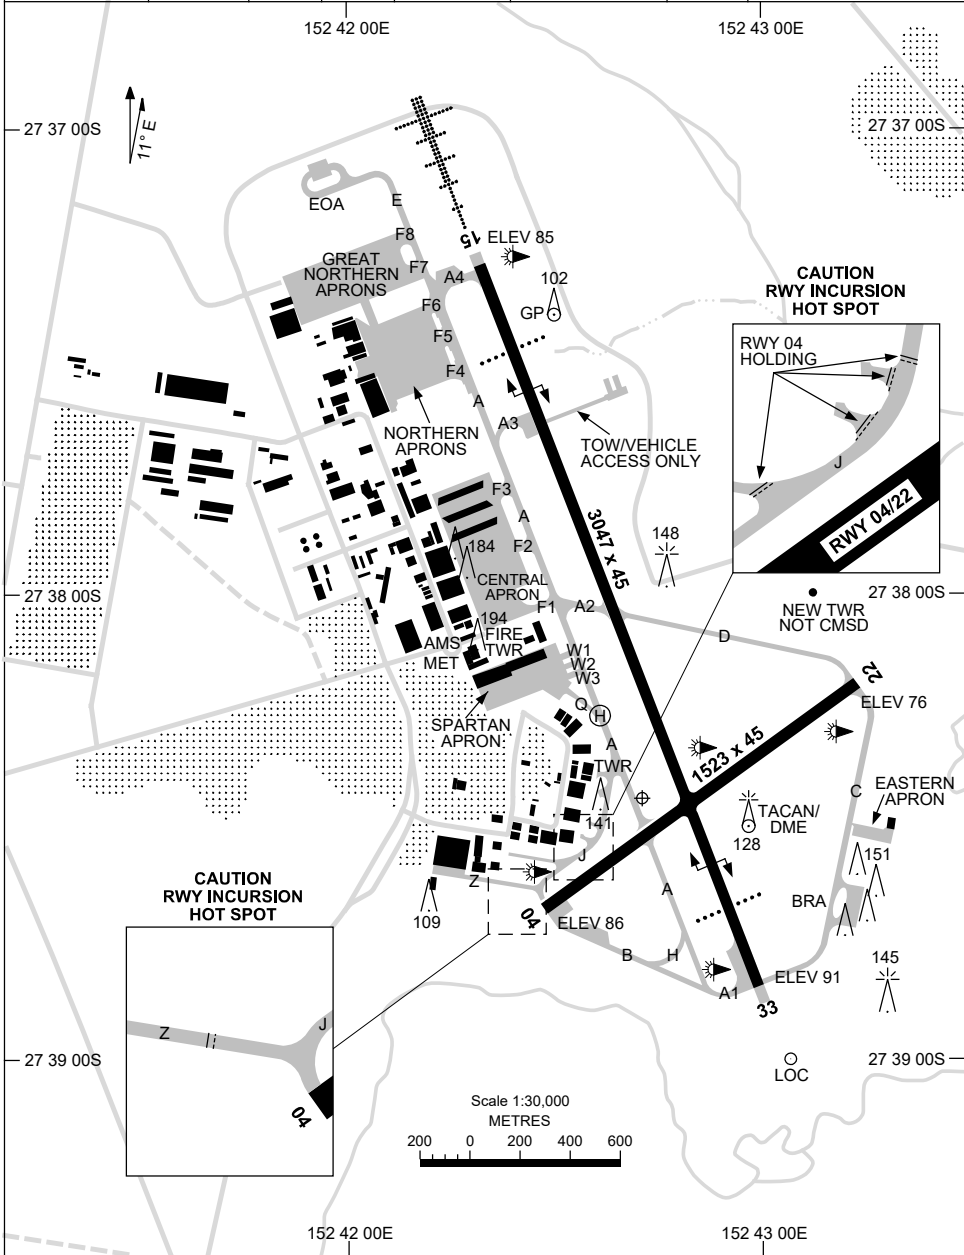 152 42 00E
152 43 00E
27 37 00S
27 37 00S
11° E
EOA
E
F8
15
ELEV 85
GREAT
NORTHERN
APRONS
F7
A4
102
GP
CAUTION
RWY INCURSION
HOT SPOT
F6
F5
F4
RWY 04
HOLDING
J
RWY 04/22
A
A3
NORTHERN
APRONS
TOW/VEHICLE
ACCESS ONLY
F3
A
3047 x 45
148
F2
184
CENTRAL
APRON
27 38 00S
27 38 00S
NEW TWR
NOT CMSD
F1
A2
194
FIRE
TWR
AMS
MET
D
W1
W2
W3
22
ELEV 76
Q
H
SPARTAN
APRON
A
1523 x 45
TWR
141
C
EASTERN
APRON
TACAN/
DME
128
J
151
Z
A
BRA
109
04
ELEV 86
B
H
145
ELEV 91
A1
33
CAUTION
RWY INCURSION
HOT SPOT
Z
J
04
27 39 00S
27 39 00S
LOC
Scale 1:30,000
METRES
200 0 200 400 600
152 42 00E
152 43 00E